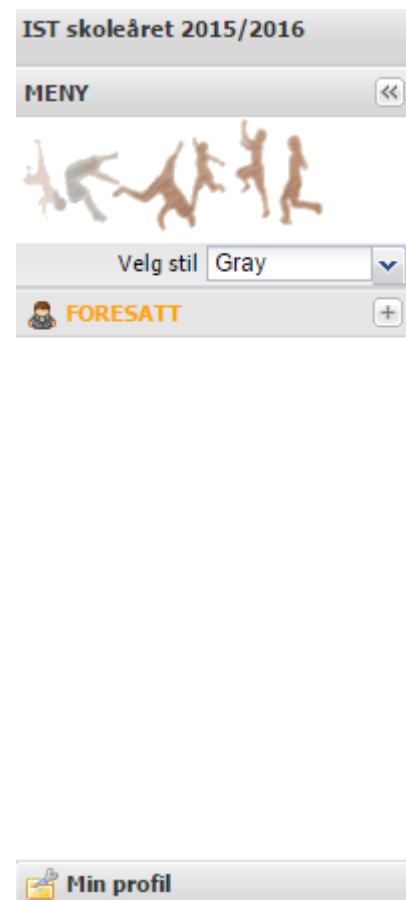 IST skoleåret 2015/2016
MENY
Velg stil Gray
FORESATT
Min profil